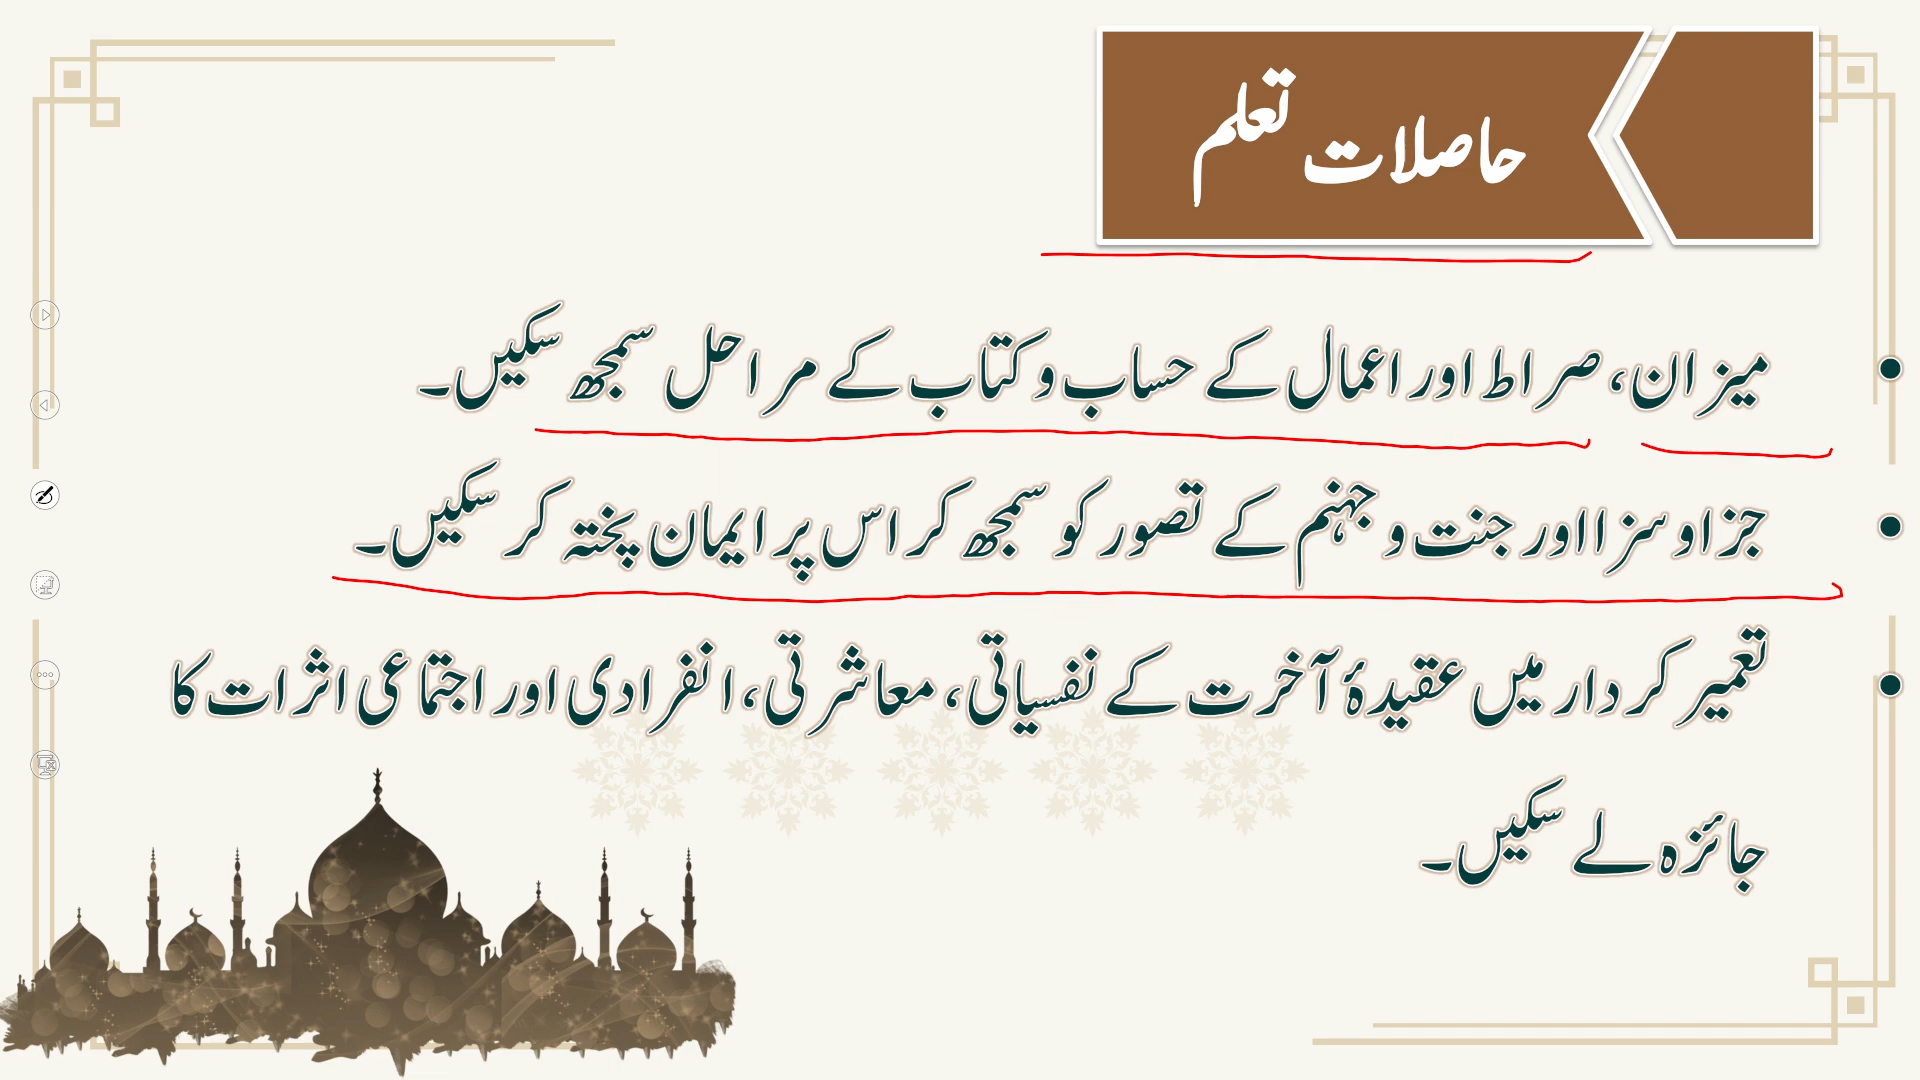 حاصلات تعلم
میزان، صراط اور اعمال کے حساب و کتاب کے مراحل سمجھ سکیں۔
جزا و سزا اور جنت و جہنم کے تصور کو سمجھ کر اس پر ایمان پختہ کر سکیں۔
تعمیر کردار میں عقیدۂ آخرت کے نفسیاتی، معاشرتی، انفرادی اور اجتماعی اثرات کا
جائزہ لے سکیں۔